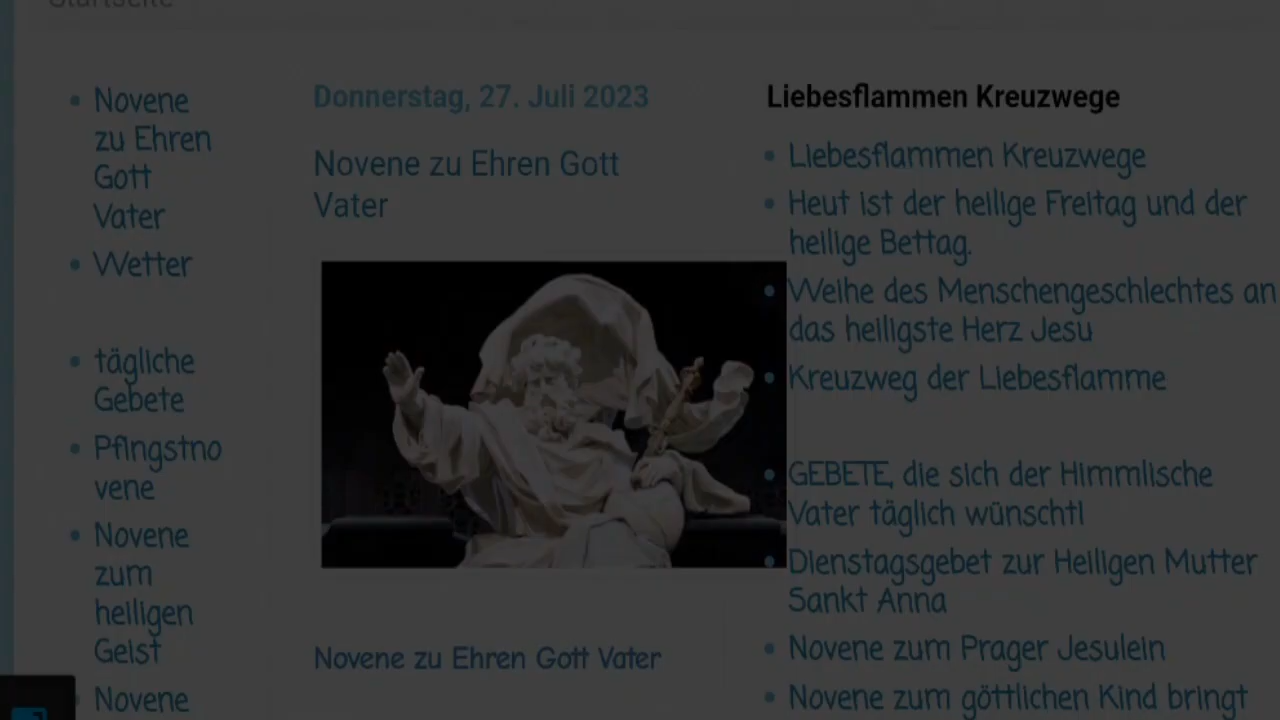 Startseite
Novene
zu Ehren
Gott
Vater
Wetter
tägliche
Gebete
Pfingstno
vene
Novene
zum
heiligen
Geist
Novene
Donnerstag, 27. Juli 2023
Novene zu Ehren Gott
Vater
Novene zu Ehren Gott Vater
Liebesflammen Kreuzwege
Liebesflammen Kreuzwege
Heut ist der heilige Freitag und der
heilige Bettag.
Weihe des Menschengeschlechtes an
das heiligste Herz Jesu
Kreuzweg der Liebesflamme
GEBETE, die sich der Himmlische
Vater täglich wünscht!
Dienstagsgebet zur Heiligen Mutter
Sankt Anna
Novene zum Prager Jesulein
Novene zum göttlichen Kind bringt